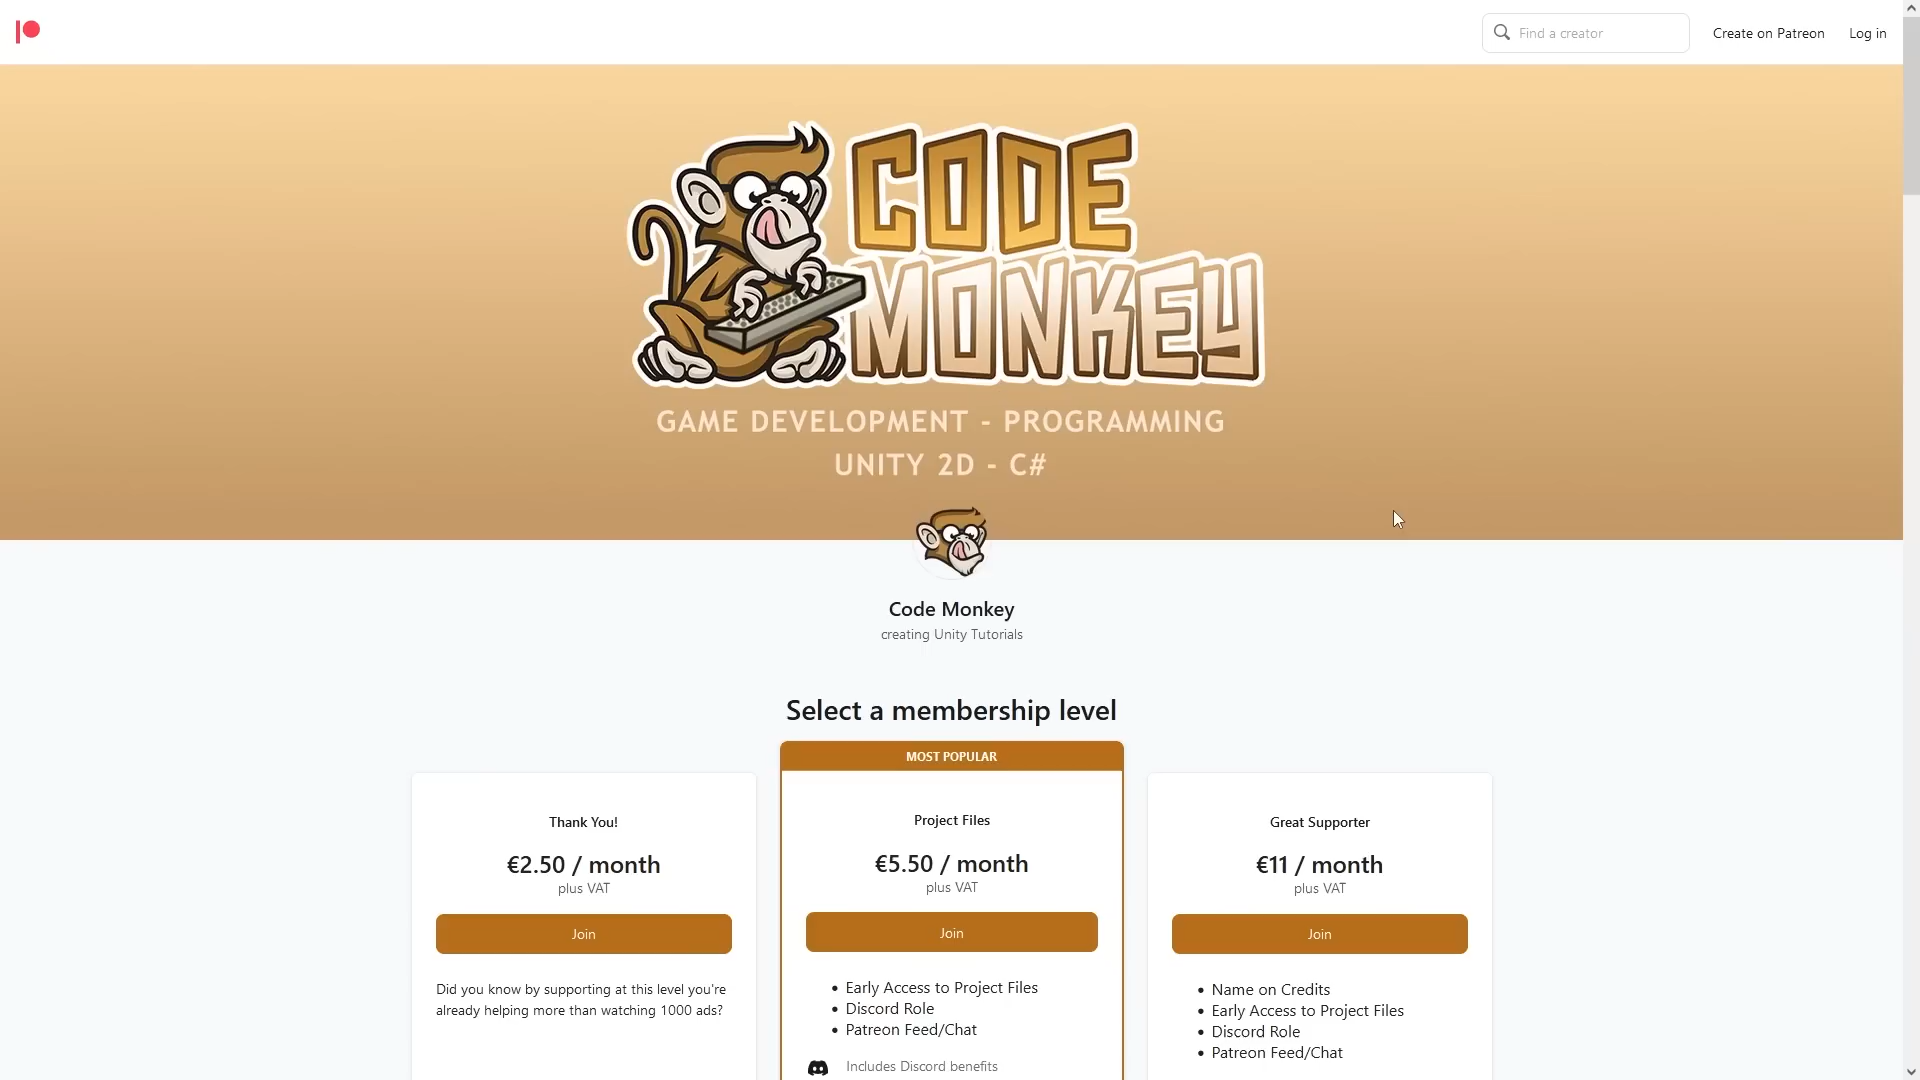 Find a creator
Create on Patreon
Log in
CODE
MONKEY
GAME DEVELOPMENT - PROGRAMMING
UNITY 2D - C#
Code Monkey
creating Unity Tutorials
Select a membership level
Thank You!
€2.50 / month
plus VAT
Join
Did you know by supporting at this level you're
already helping more than watching 1000 ads?
MOST POPULAR
Project Files
€5.50 / month
plus VAT
Join
• Early Access to Project Files
• Discord Role
• Patreon Feed/Chat
Includes Discord benefits
Great Supporter
€11 / month
plus VAT
Join
• Name on Credits
• Early Access to Project Files
• Discord Role
• Patreon Feed/Chat